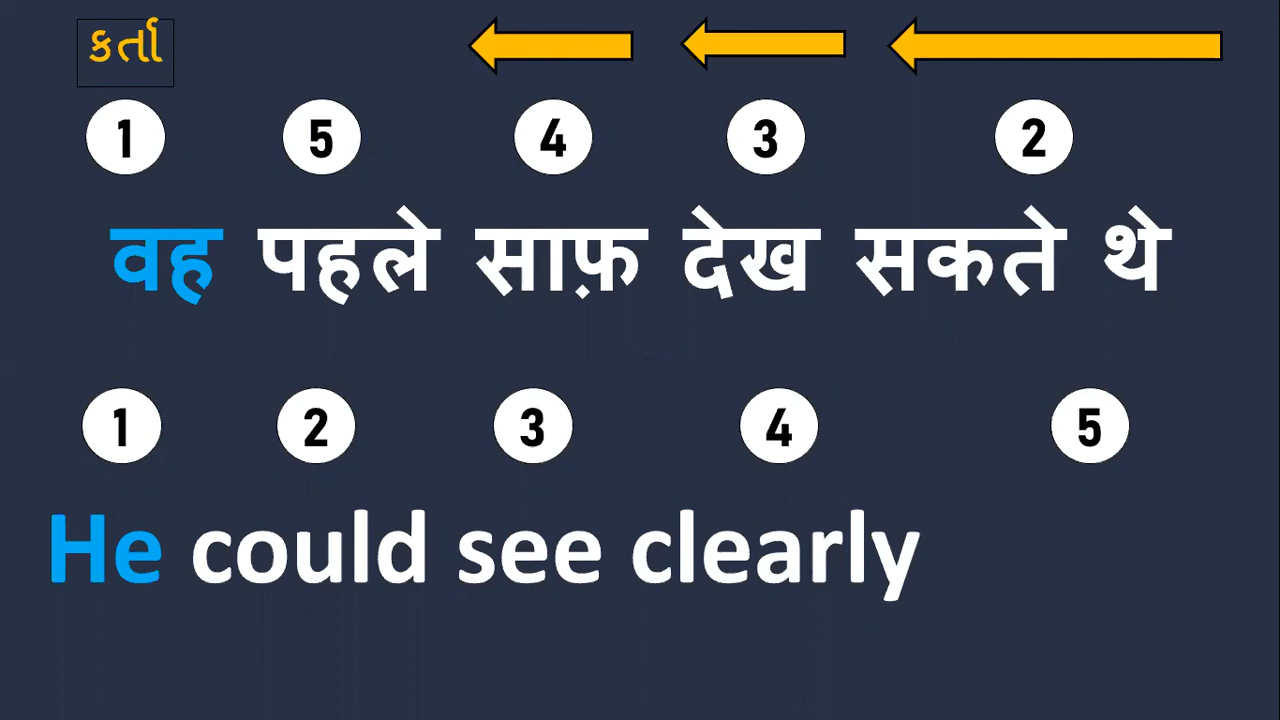 કર્તા
1 5 4 3 2
वह पहले साफ़ देख सकते थे
1 2 3 4 5
He could see clearly